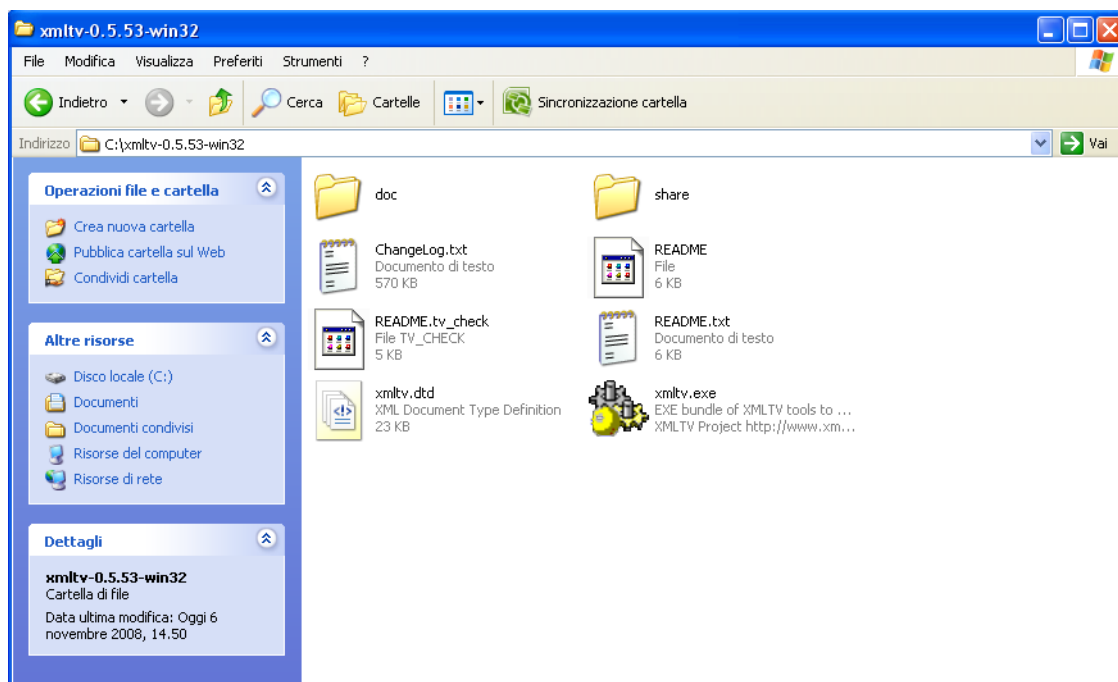 xmltv-0.5.53-win32
File Modifica Visualizza Preferiti Strumenti ?
Indietro Cerca Cartelle Sincronizzazione cartella
Indirizzo C:\xmltv-0.5.53-win32 Vai
Operazioni file e cartella
Crea nuova cartella
Pubblica cartella sul Web
Condividi cartella
Altre risorse
Disco locale (C:)
Documenti
Documenti condivisi
Risorse del computer
Risorse di rete
Dettagli
xmltv-0.5.53-win32
Cartella di file
Data ultima modifica: Oggi 6
novembre 2008, 14.50
doc
share
ChangeLog.txt
Documento di testo
570 KB
README
File
6 KB
README.tv_check
File TV_CHECK
5 KB
README.txt
Documento di testo
6 KB
xmltv.dtd
XML Document Type Definition
23 KB
xmltv.exe
EXE bundle of XMLTV tools to ...
XMLTV Project http://www.xm...